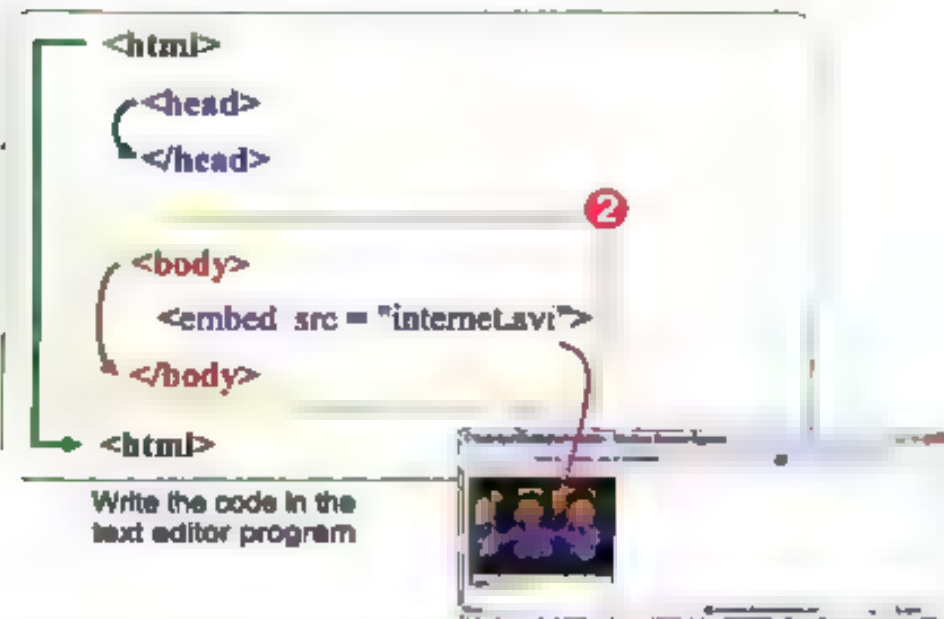 <html>
<head>
</head>
2
<body>
<embed src = "internet.avi">
</body>
<html>
Write the code in the
text editor program